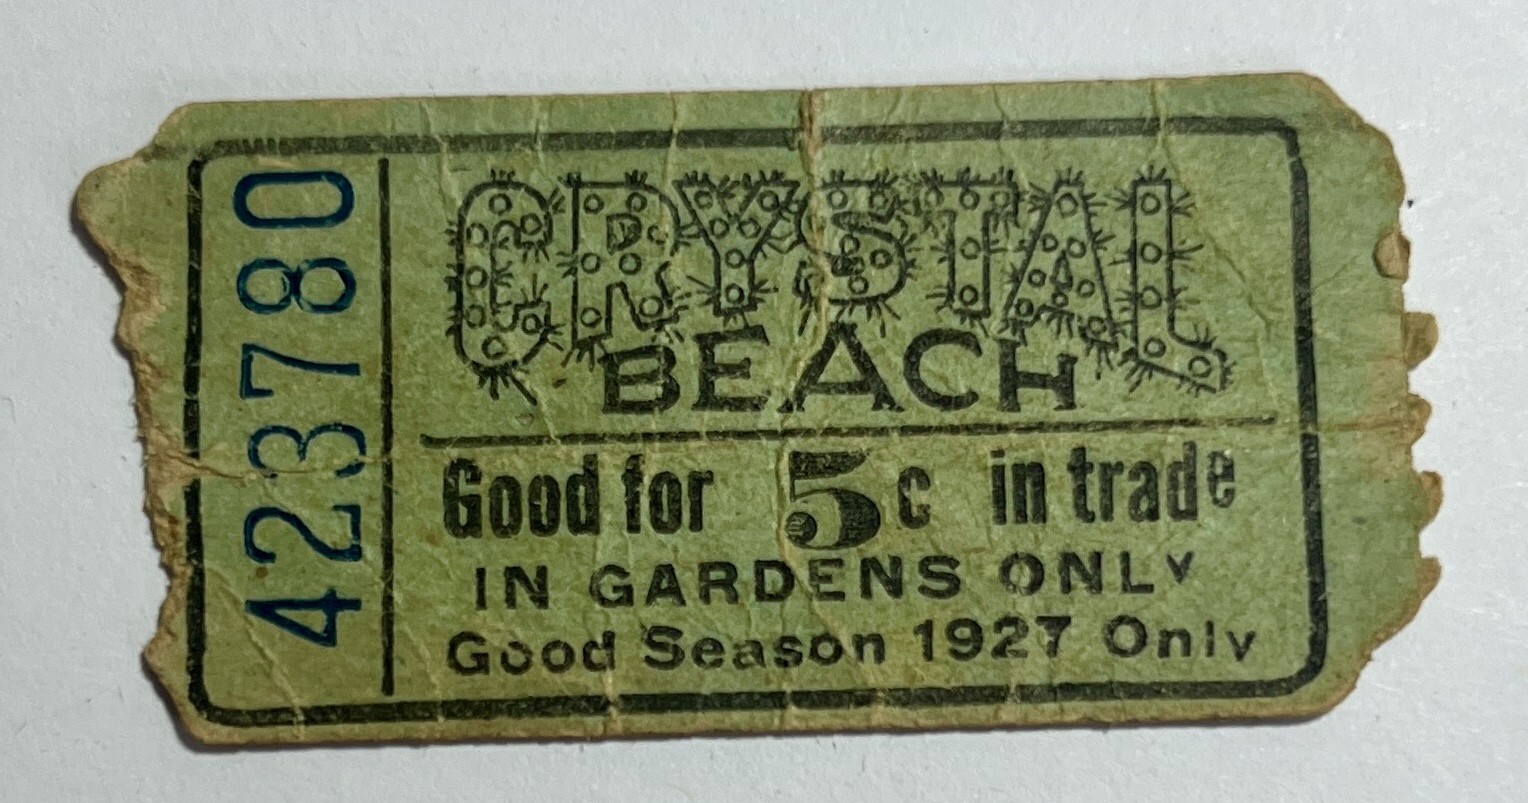 423780
CRYSTAL
BEACH
Good for 5c in trade
IN GARDENS ONLY
Good Season 1927 Only